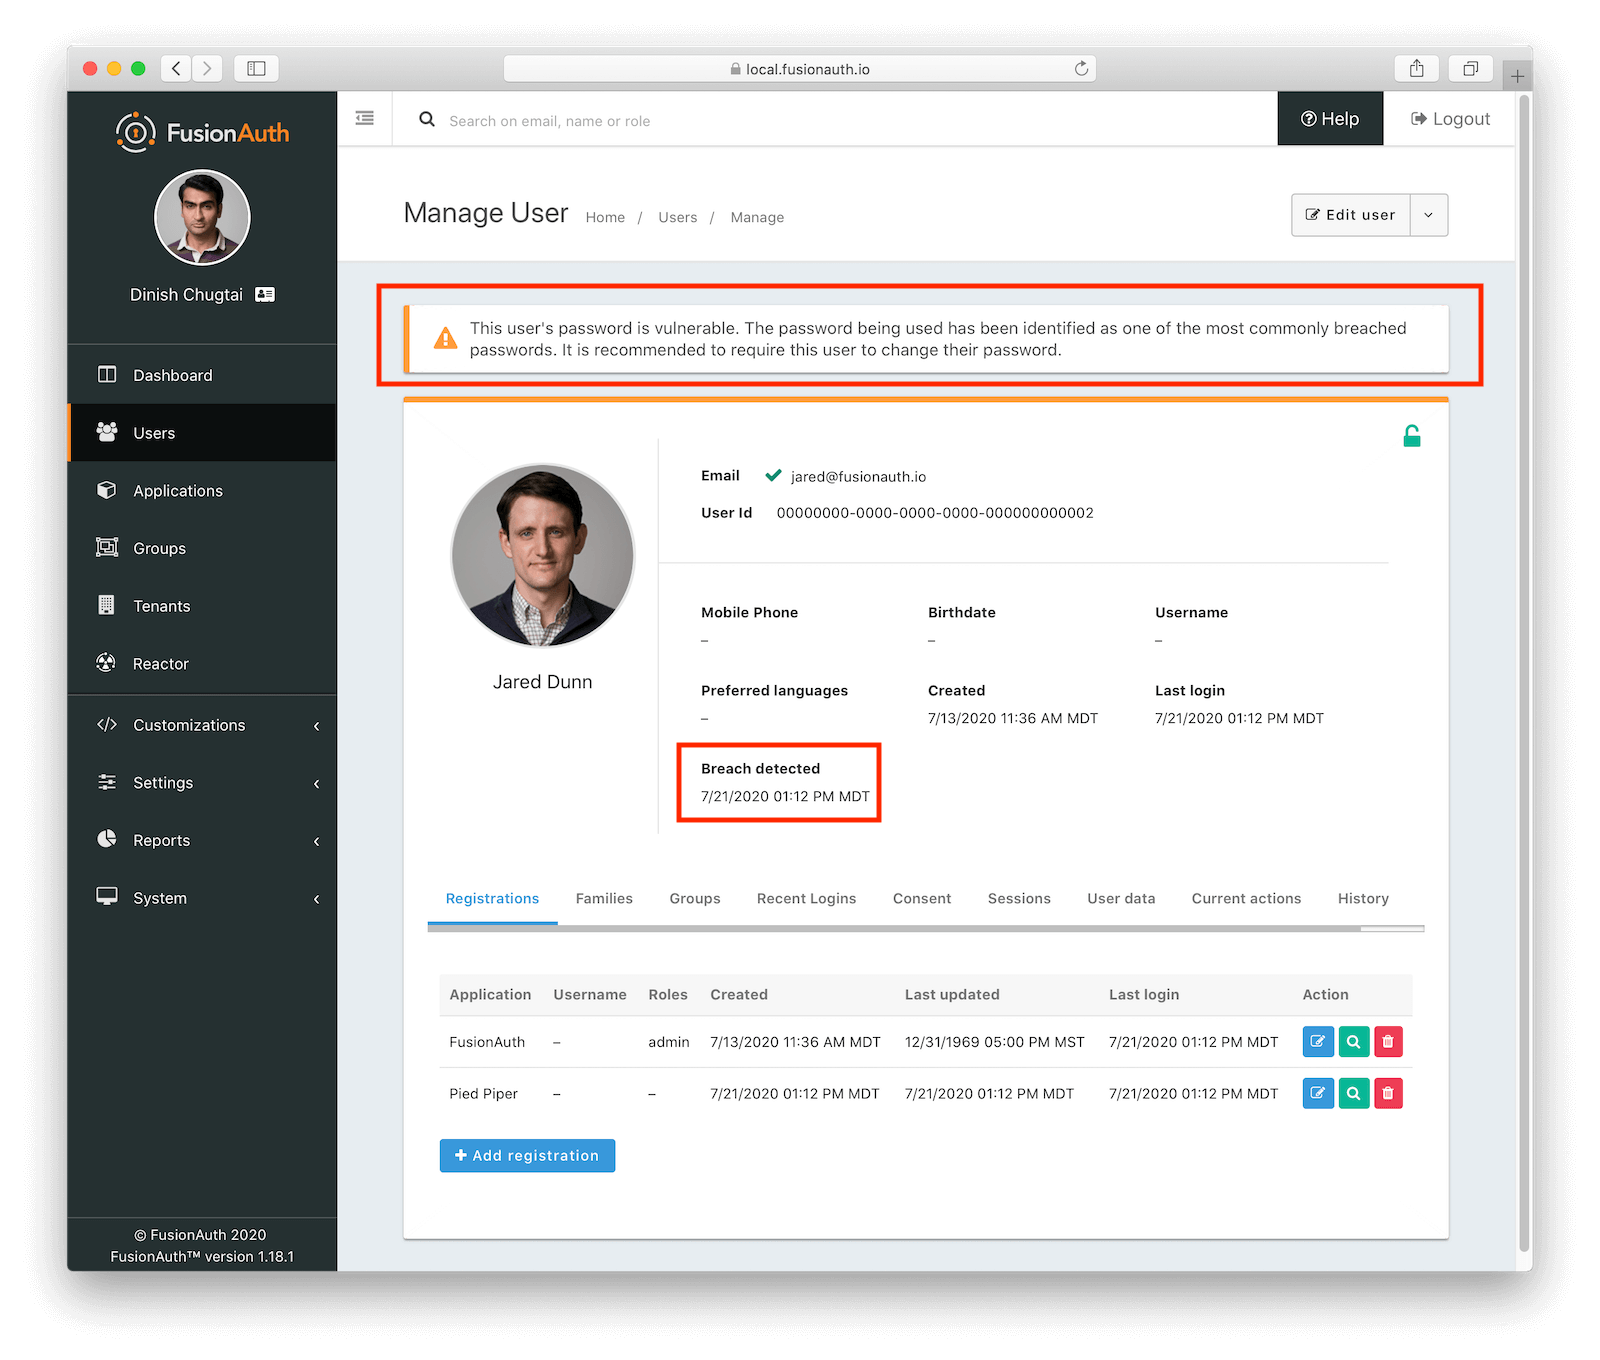 local.fusionauth.io
FusionAuth
Search on email, name or role
Help
Logout
Dinish Chugtai
Manage User
Home / Users / Manage
Edit user
This user's password is vulnerable. The password being used has been identified as one of the most commonly breached
passwords. It is recommended to require this user to change their password.
Dashboard
Users
Applications
Groups
Tenants
Reactor
Customizations
Settings
Reports
System
© FusionAuth 2020
FusionAuth™ version 1.18.1
Jared Dunn
Email jared@fusionauth.io
User Id 00000000-0000-0000-0000-000000000002
Mobile Phone Birthdate Username
– – –
Preferred languages Created Last login
– 7/13/2020 11:36 AM MDT 7/21/2020 01:12 PM MDT
Breach detected
7/21/2020 01:12 PM MDT
Registrations Families Groups Recent Logins Consent Sessions User data Current actions History
Application Username Roles Created Last updated Last login Action
FusionAuth – admin 7/13/2020 11:36 AM MDT 12/31/1969 05:00 PM MST 7/21/2020 01:12 PM MDT
Pied Piper – – 7/21/2020 01:12 PM MDT 7/21/2020 01:12 PM MDT 7/21/2020 01:12 PM MDT
+ Add registration